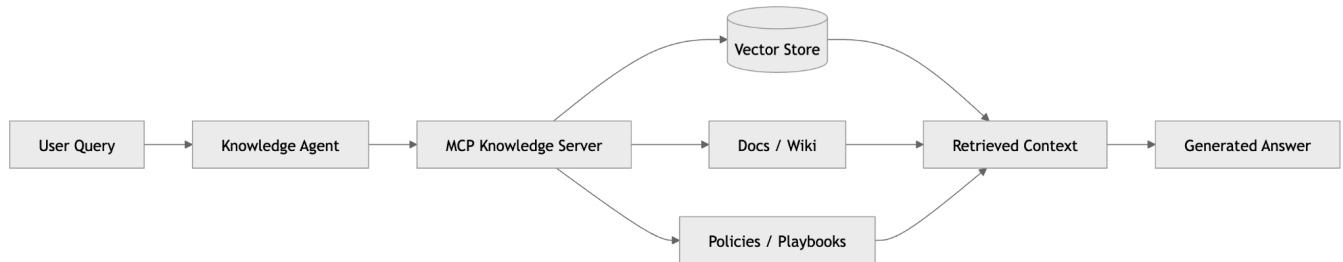 Vector Store
User Query
Knowledge Agent
MCP Knowledge Server
Docs / Wiki
Retrieved Context
Generated Answer
Policies / Playbooks